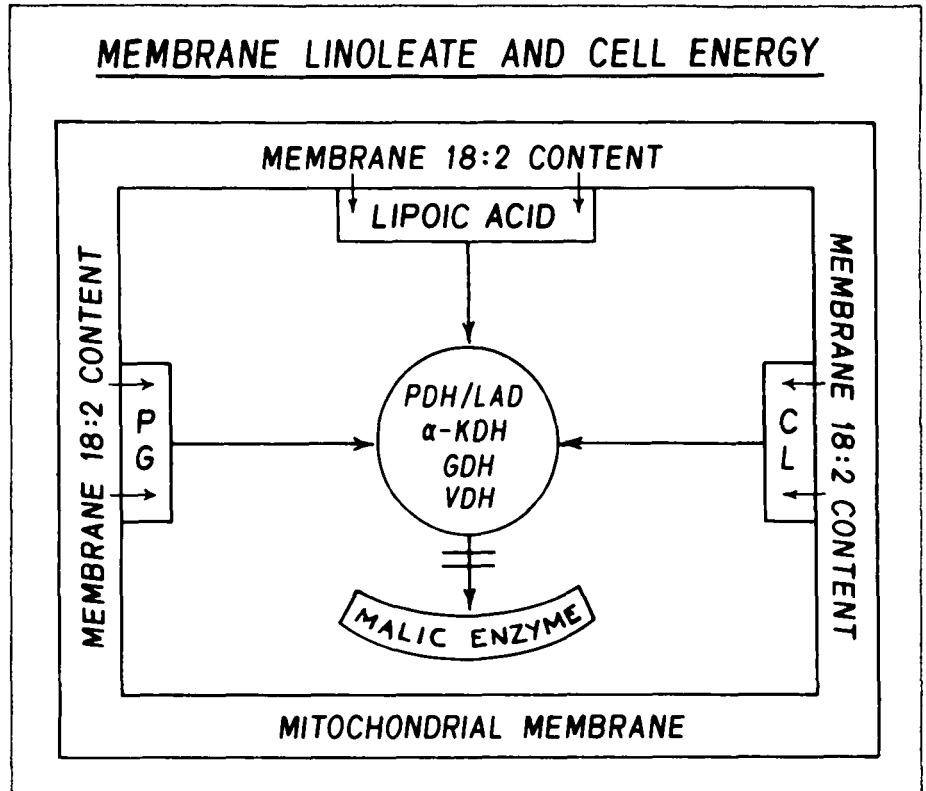 MEMBRANE LINOLEATE AND CELL ENERGY
MEMBRANE 18:2 CONTENT
LIPOIC ACID
MEMBRANE 18:2 CONTENT
P
G
PDH/LAD
α-KDH
GDH
VDH
C
L
MEMBRANE 18:2 CONTENT
MALIC ENZYME
MITOCHONDRIAL MEMBRANE